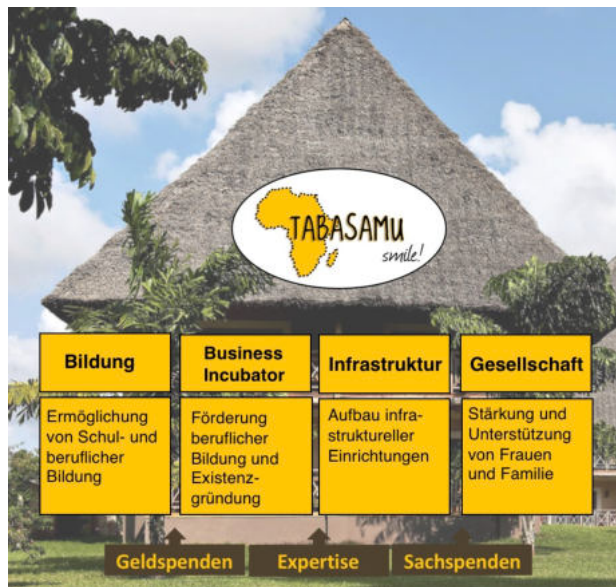 TABASAMU
smile!
Bildung
Business
Incubator
Infrastruktur
Gesellschaft
Ermöglichung
von Schul- und
beruflicher
Bildung
Förderung
beruflicher
Bildung und
Existenz-
gründung
Aufbau infra-
struktureller
Einrichtungen
Stärkung und
Unterstützung
von Frauen
und Familie
Geldspenden
Expertise
Sachspenden